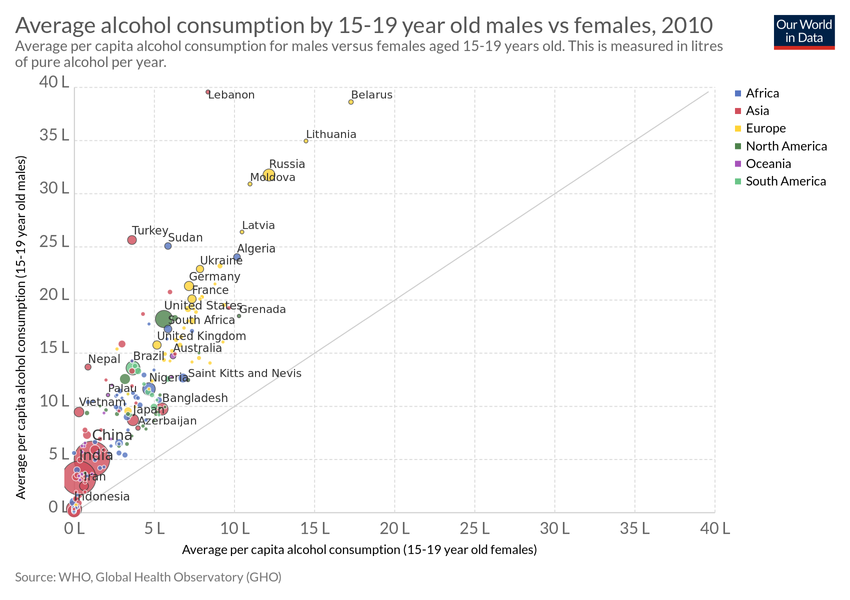 Average alcohol consumption by 15-19 year old males vs females, 2010
Our World
in Data
Average per capita alcohol consumption for males versus females aged 15-19 years old. This is measured in litres
of pure alcohol per year.
40 L
35 L
30 L
25 L
20 L
15 L
10 L
5 L
0 L
Average per capita alcohol consumption (15-19 year old males)
Lebanon
Belarus
Lithuania
Russia
Moldova
Latvia
Turkey
Sudan
Algeria
Ukraine
Germany
France
United States
Grenada
South Africa
United Kingdom
Australia
Brazil
Nepal
Saint Kitts and Nevis
Nigeria
Palau
Bangladesh
Vietnam
Japan
Azerbaijan
China
India
Iran
Indonesia
0 L
5 L
10 L
15 L
20 L
25 L
30 L
35 L
40 L
Average per capita alcohol consumption (15-19 year old females)
Africa
Asia
Europe
North America
Oceania
South America
Source: WHO, Global Health Observatory (GHO)